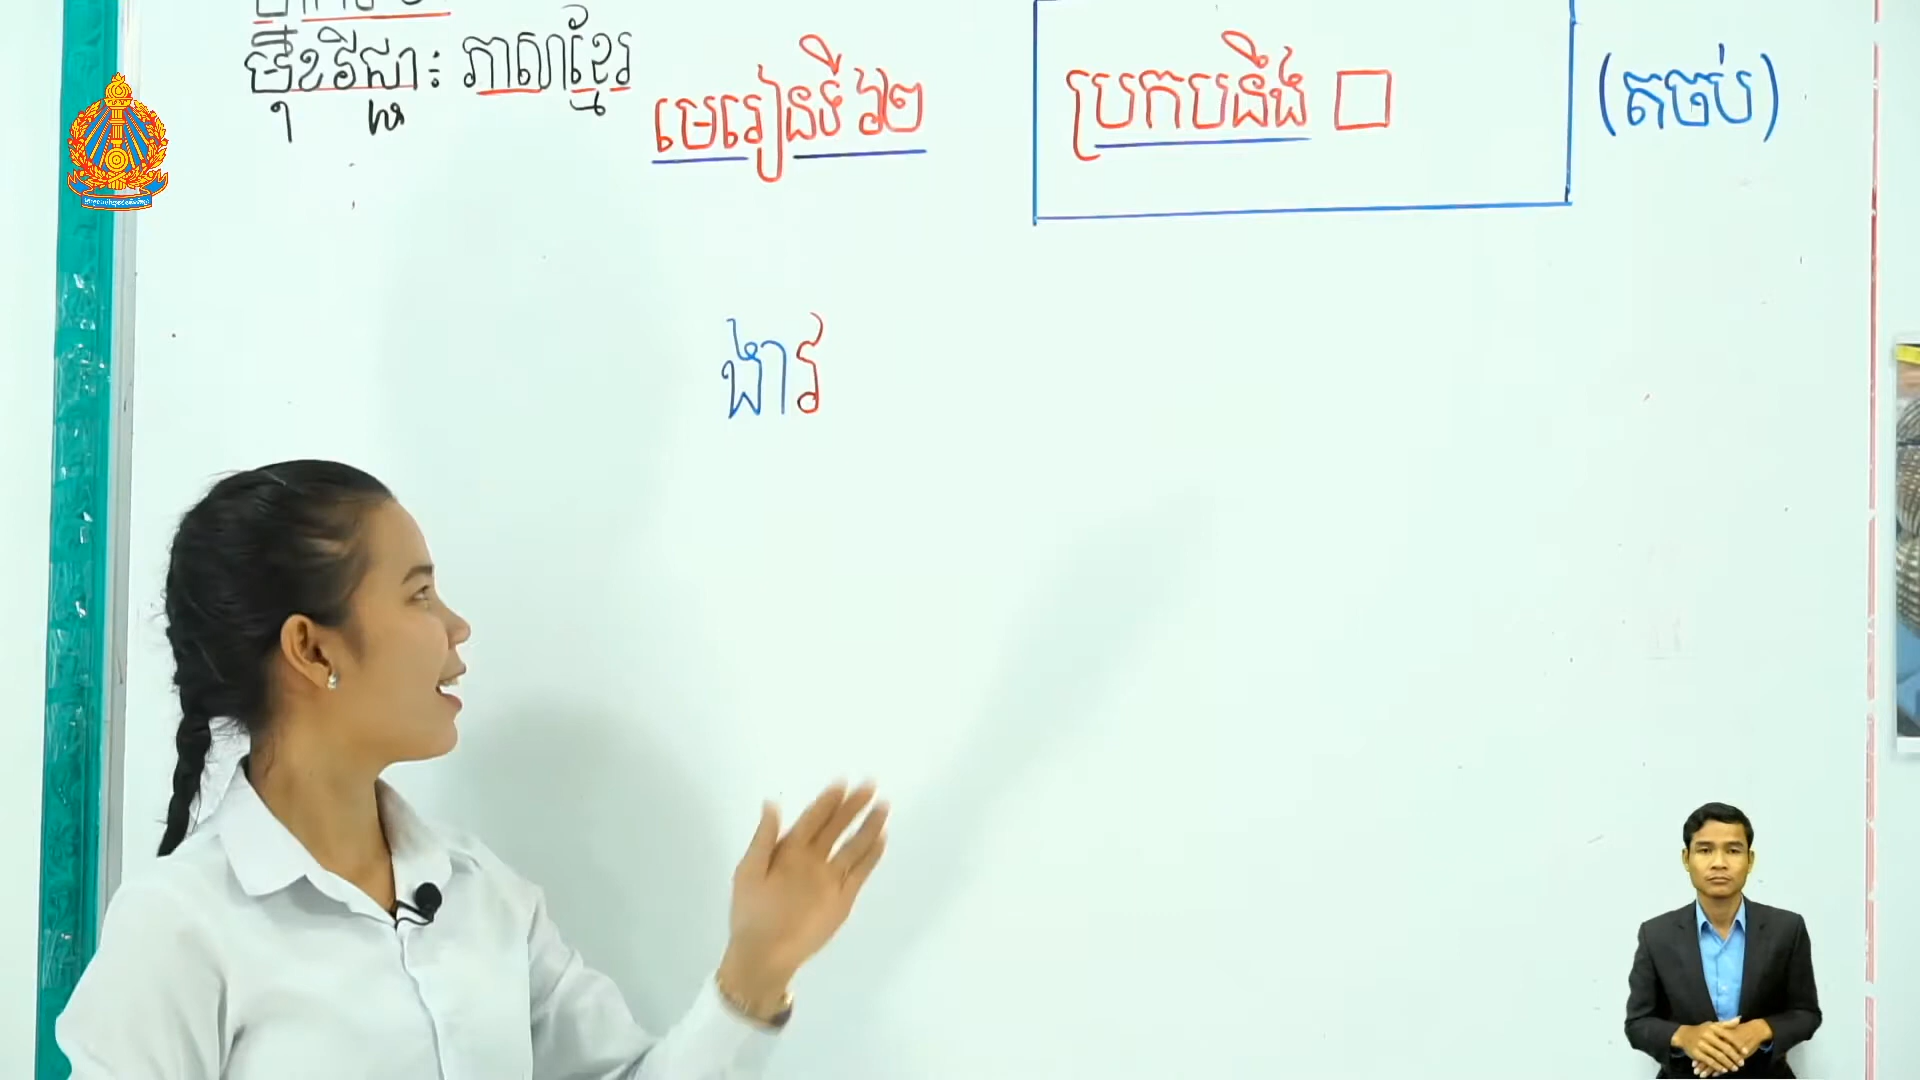 មុខវិជ្ជា: ភាសាខ្មែរ
មេរៀនទី ៦២
ប្រកបនឹង □
(តចប់)
ងារ